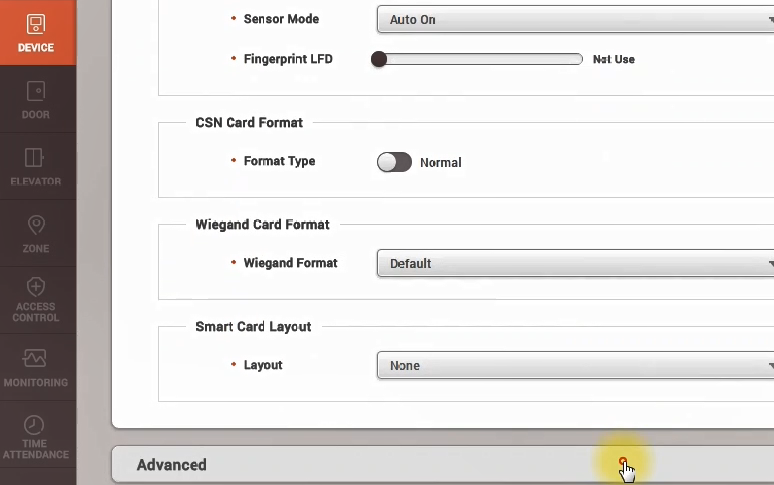 DEVICE
DOOR
ELEVATOR
ZONE
ACCESS
CONTROL
MONITORING
TIME
ATTENDANCE
Sensor Mode Auto On
Fingerprint LFD Not Use
CSN Card Format
Format Type Normal
Wiegand Card Format
Wiegand Format Default
Smart Card Layout
Layout None
Advanced